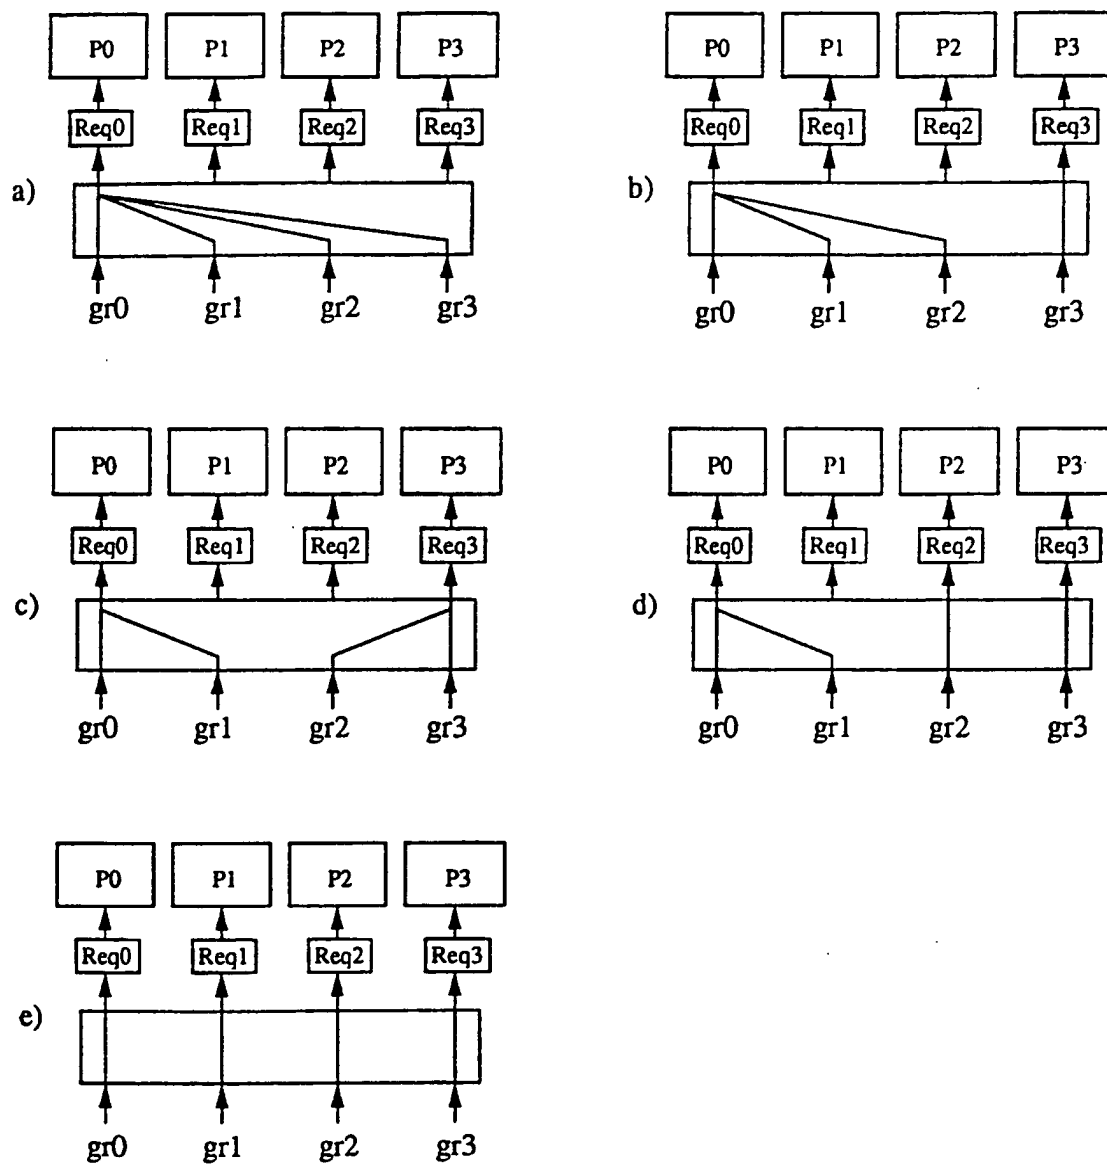 P0 P1 P2 P3
Req0 Req1 Req2 Req3
a)
gr0 gr1 gr2 gr3
P0 P1 P2 P3
Req0 Req1 Req2 Req3
b)
gr0 gr1 gr2 gr3
P0 P1 P2 P3
Req0 Req1 Req2 Req3
c)
gr0 gr1 gr2 gr3
P0 P1 P2 P3
Req0 Req1 Req2 Req3
d)
gr0 gr1 gr2 gr3
P0 P1 P2 P3
Req0 Req1 Req2 Req3
e)
gr0 gr1 gr2 gr3